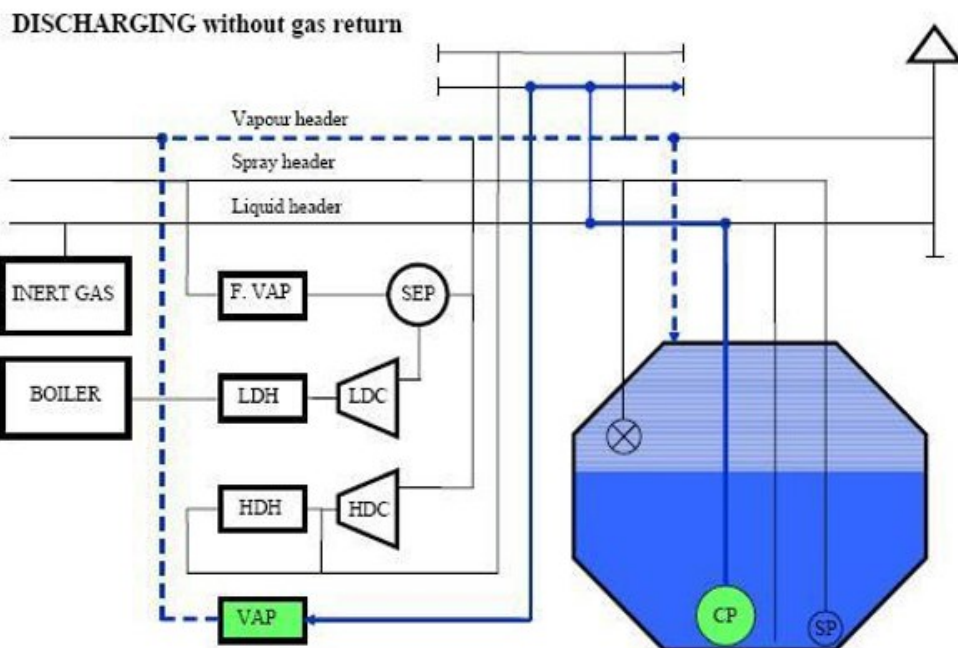 DISCHARGING without gas return
Vapour header
Spray header
Liquid header
INERT GAS
F. VAP
SEP
BOILER
LDH
LDC
HDH
HDC
VAP
CP
SP